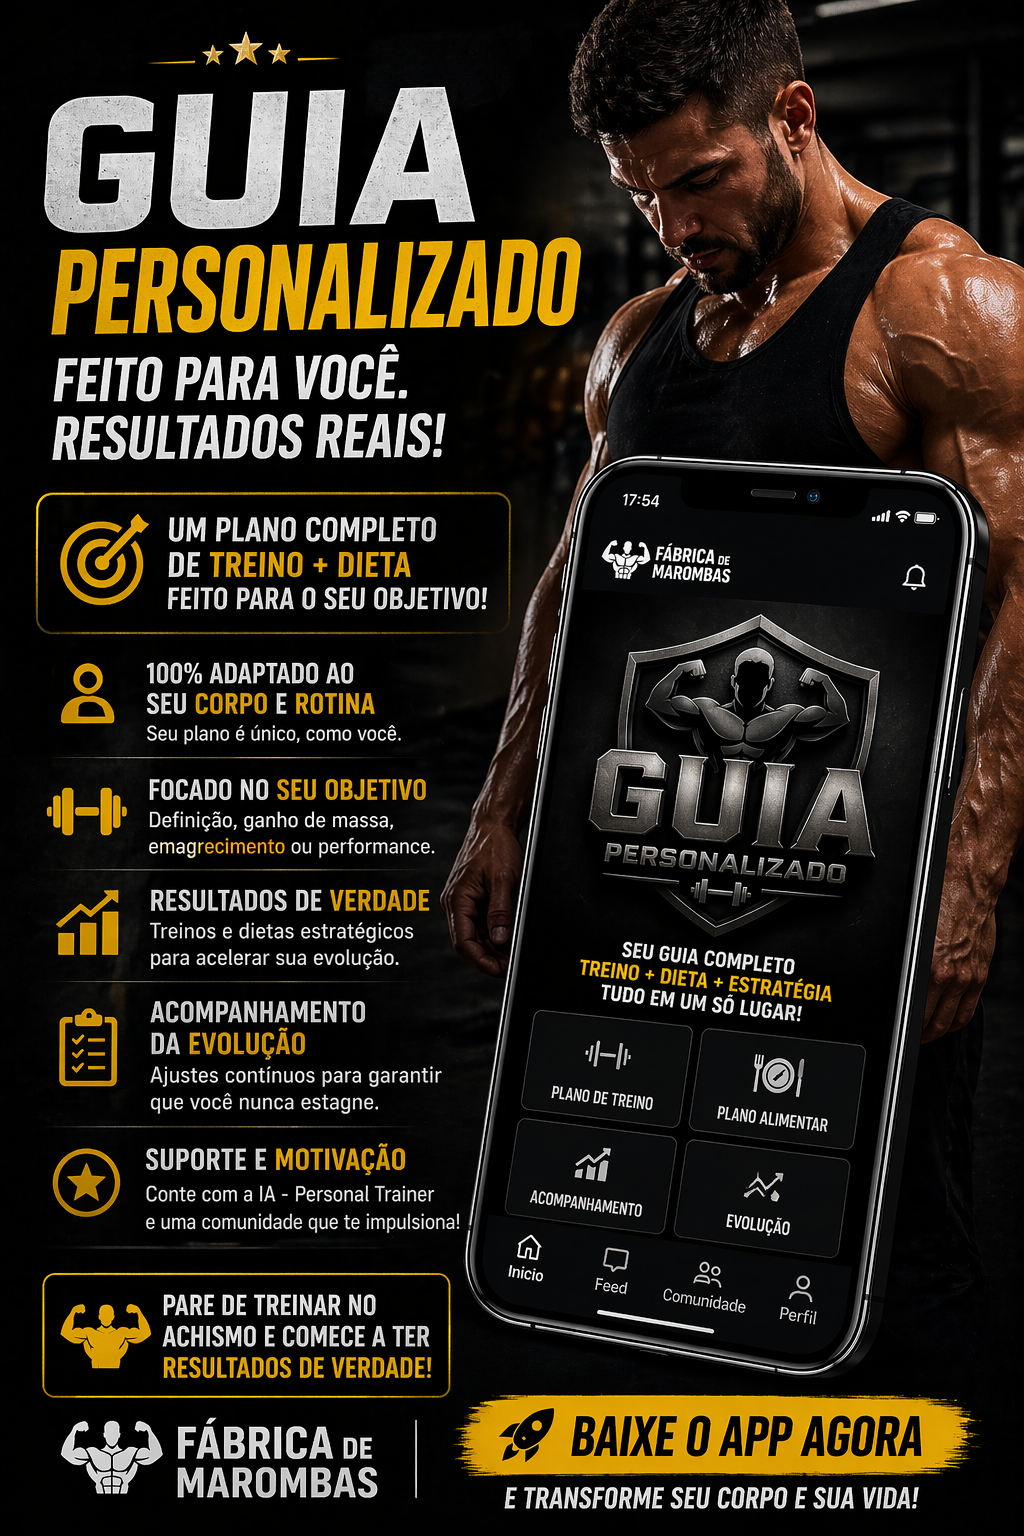 GUIA
PERSONALIZADO
FEITO PARA VOCÊ.
RESULTADOS REAIS!
UM PLANO COMPLETO
DE TREINO + DIETA
FEITO PARA O SEU OBJETIVO!
100% ADAPTADO AO
SEU CORPO E ROTINA
Seu plano é único, como você.
FOCADO NO SEU OBJETIVO
Definição, ganho de massa,
emagrecimento ou performance.
RESULTADOS DE VERDADE
Treinos e dietas estratégicos
para acelerar sua evolução.
ACOMPANHAMENTO
DA EVOLUÇÃO
Ajustes contínuos para garantir
que você nunca estagne.
SUPORTE E MOTIVAÇÃO
Conte com a IA - Personal Trainer
e uma comunidade que te impulsiona!
PARE DE TREINAR NO
ACHISMO E COMECE A TER
RESULTADOS DE VERDADE!
FÁBRICA DE
MAROMBAS
17:54
FÁBRICA DE
MAROMBAS
GUIA
PERSONALIZADO
SEU GUIA COMPLETO
TREINO + DIETA + ESTRATÉGIA
TUDO EM UM SÓ LUGAR!
PLANO DE TREINO
PLANO ALIMENTAR
ACOMPANHAMENTO
EVOLUÇÃO
Inicio
Feed
Comunidade
Perfil
BAIXE O APP AGORA
E TRANSFORME SEU CORPO E SUA VIDA!